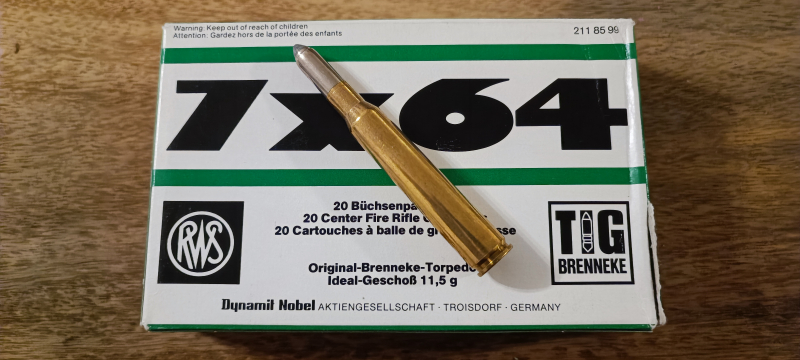 Warning: Keep out of reach of children
Attention: Gardez hors de la portée des enfants
211 85 99
7x64
20
20 Center Fire Rifle
20 Cartouches à balle de
RWS
TIG
BRENNEKE
Original-Brenneke-Torpedo
Ideal-Geschoß 11,5 g
Dynamit Nobel AKTIENGESELLSCHAFT · TROISDORF · GERMANY